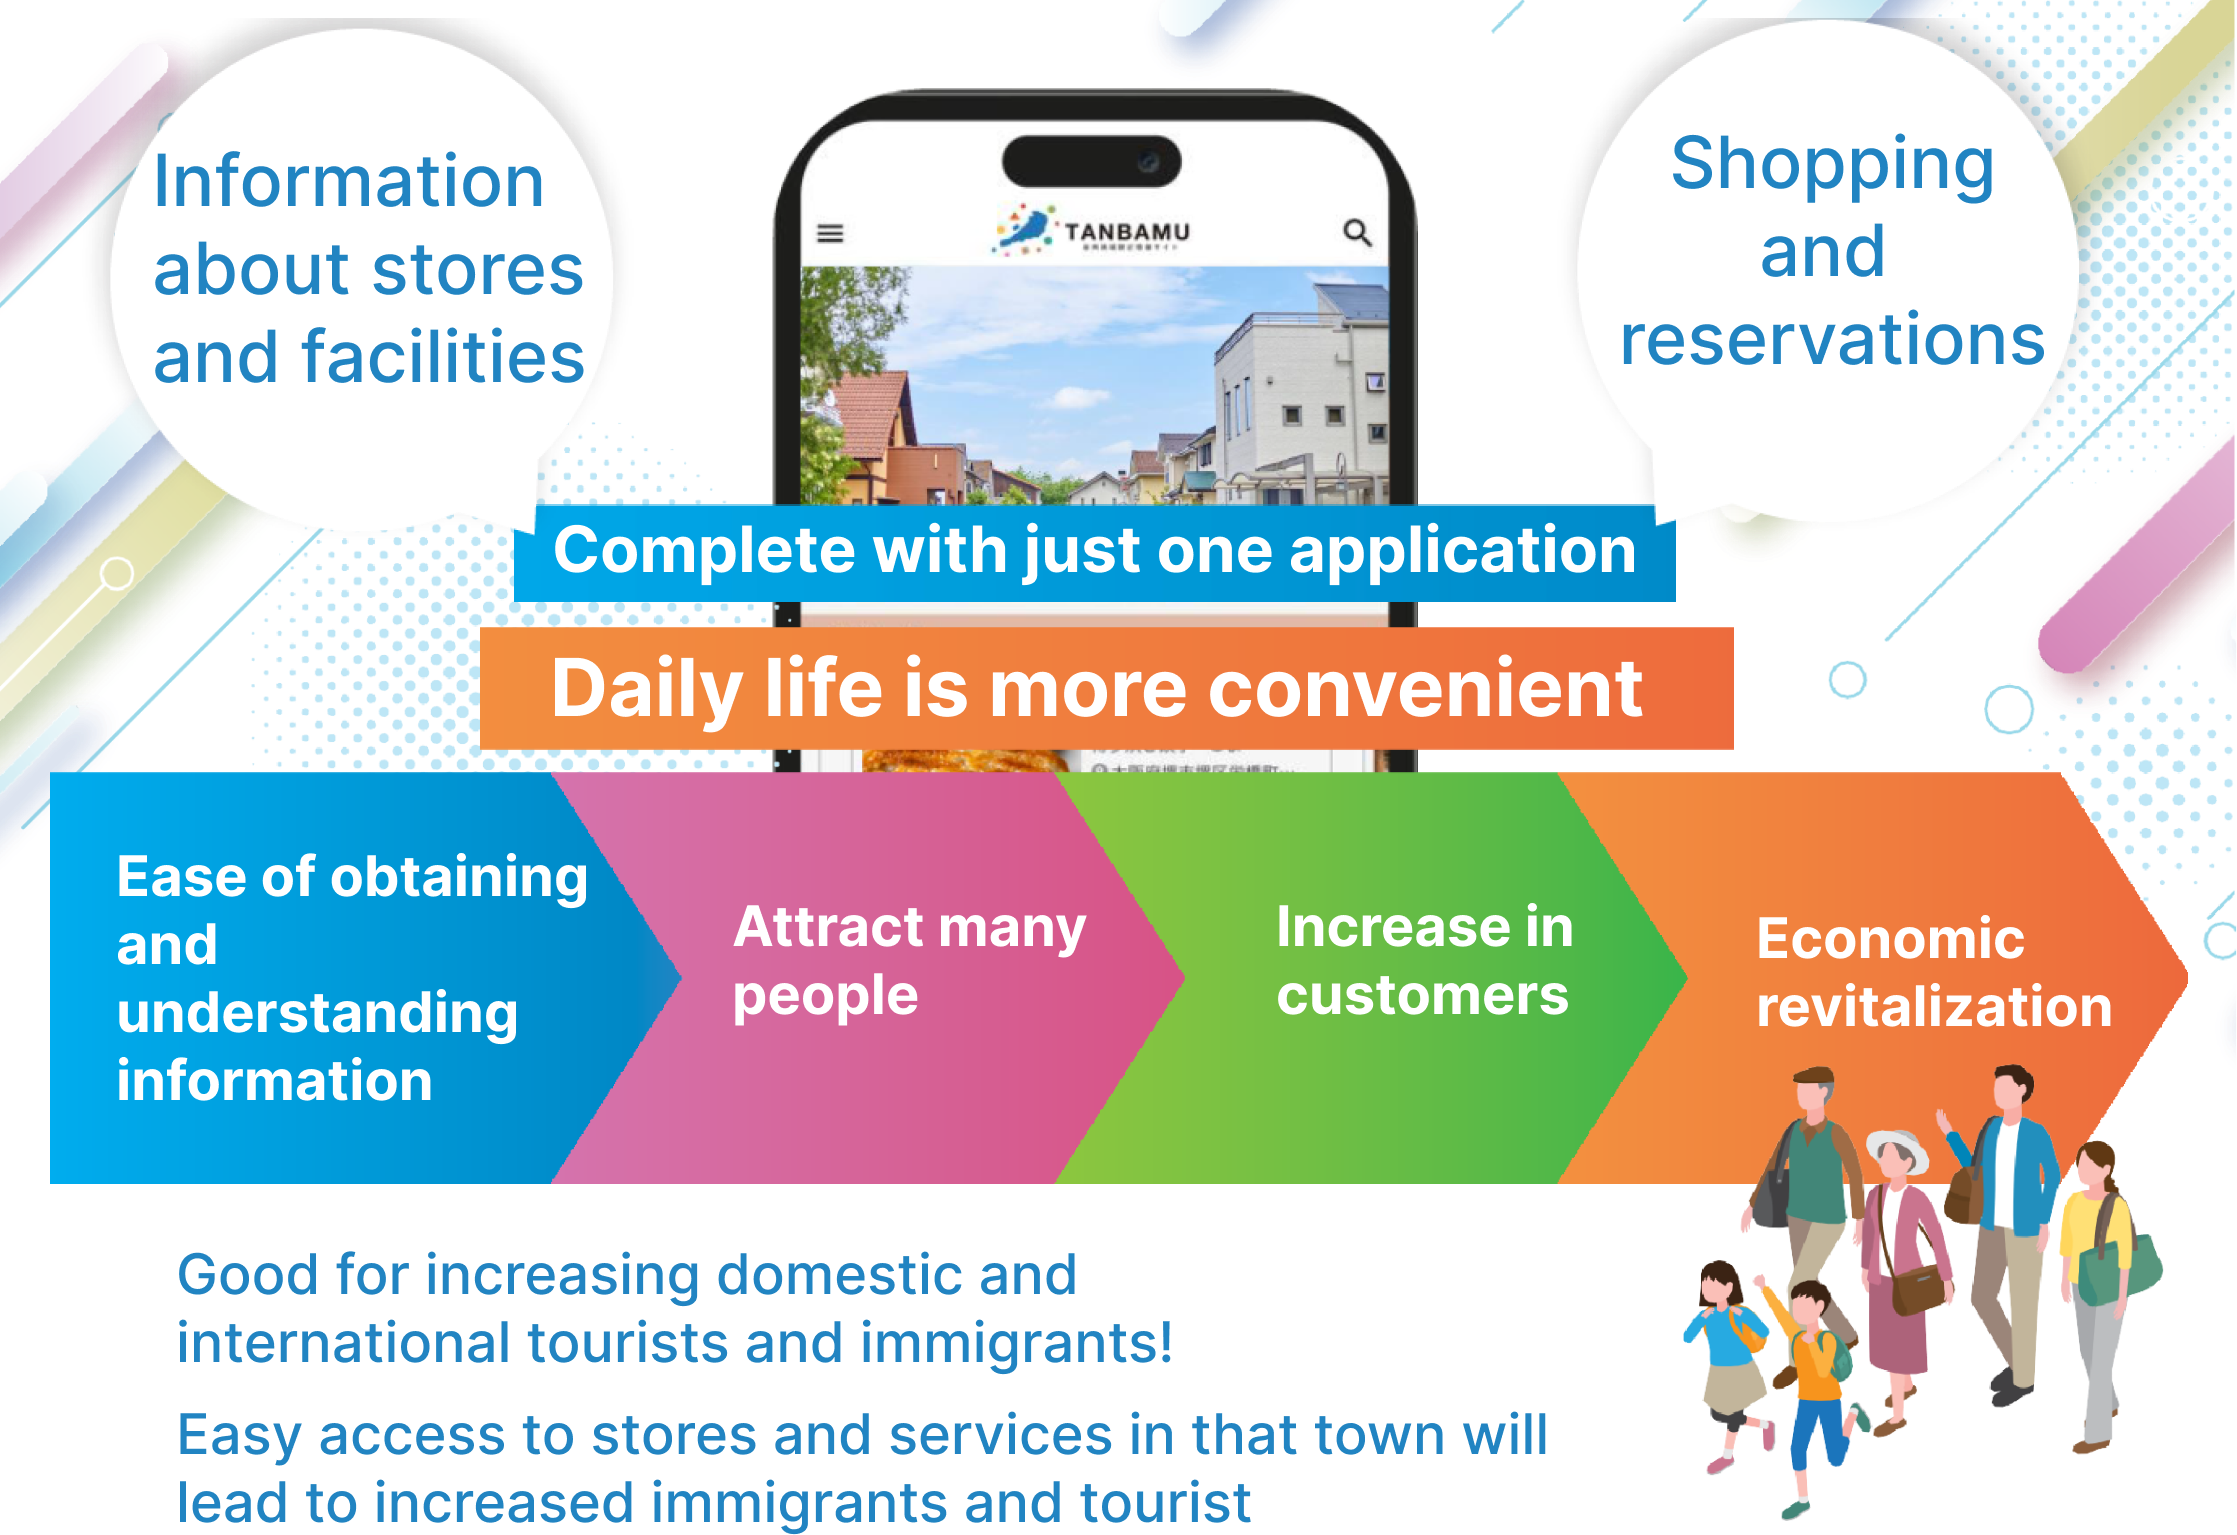 Information
about stores
and facilities
Shopping
and
reservations
TANBAMU
Complete with just one application
Daily life is more convenient
Ease of obtaining
and
understanding
information
Attract many
people
Increase in
customers
Economic
revitalization
Good for increasing domestic and
international tourists and immigrants!
Easy access to stores and services in that town will
lead to increased immigrants and tourist